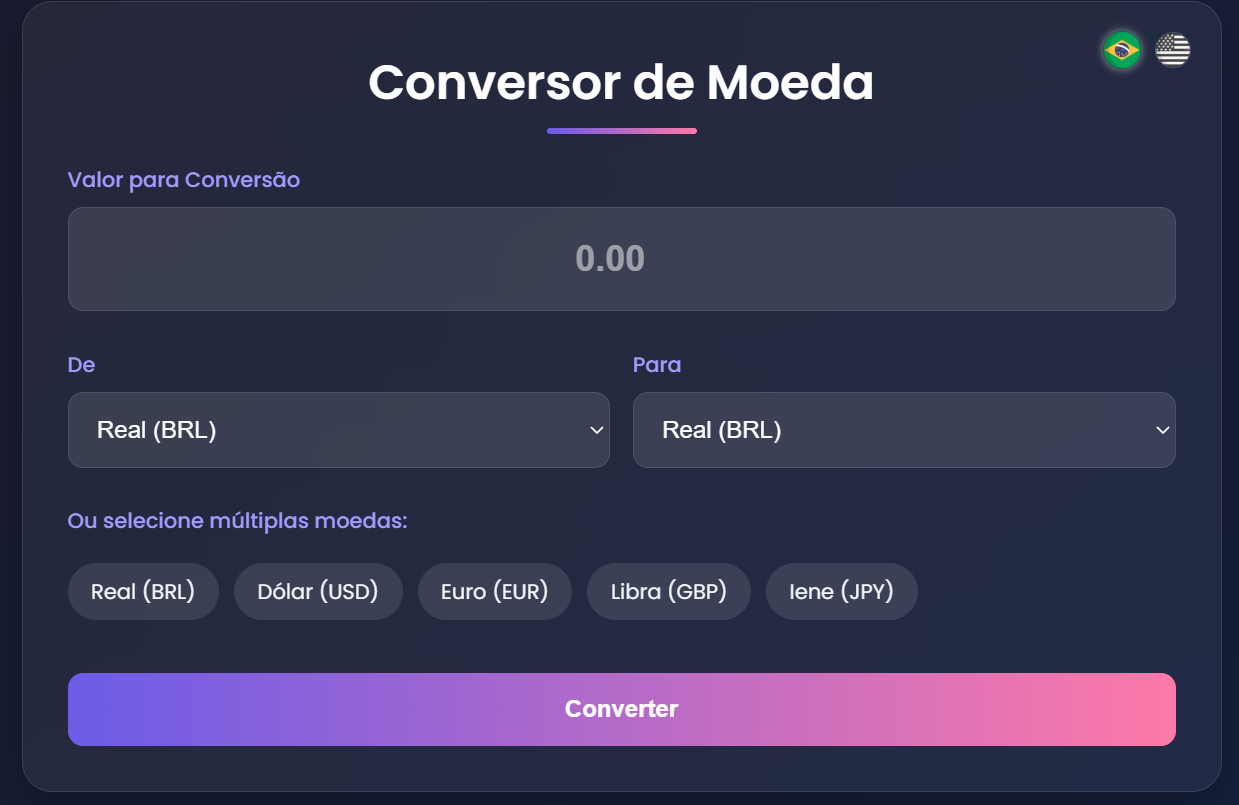 Conversor de Moeda
Valor para Conversão
0.00
De Para
Real (BRL) Real (BRL)
Ou selecione múltiplas moedas:
Real (BRL) Dólar (USD) Euro (EUR) Libra (GBP) Iene (JPY)
Converter